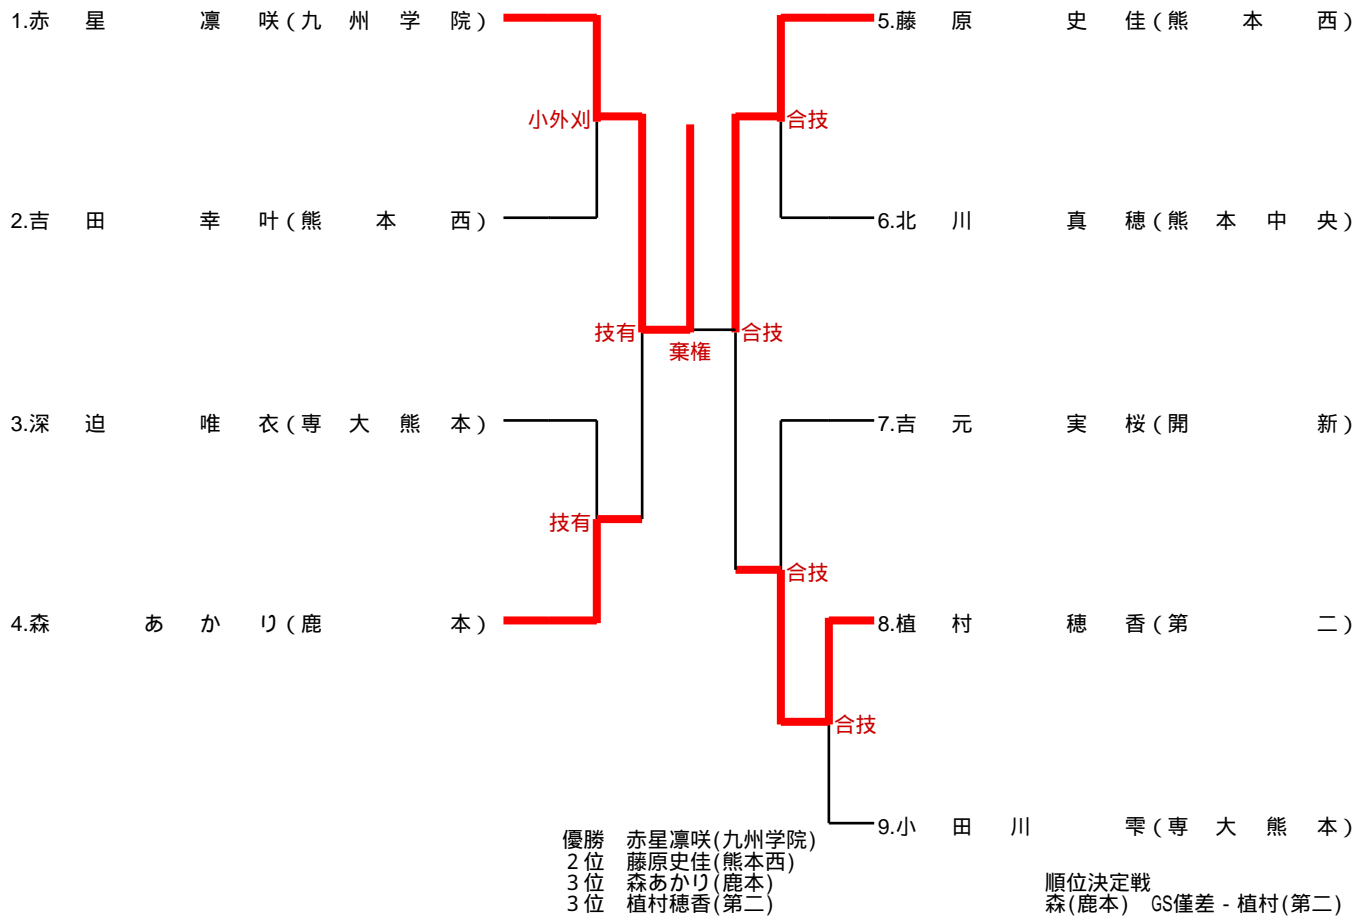 1.赤星 凛咲(九州学院)
5.藤原 史佳(熊本西)
小外刈
合技
2.吉田 幸叶(熊本西)
6.北川 真穂(熊本中央)
技有
合技
棄権
3.深迫 唯衣(専大熊本)
7.吉元 実桜(開新)
技有
合技
4.森 あかり(鹿本)
8.植村 穂香(第二)
合技
9.小田川 雫(専大熊本)
優勝 赤星凛咲(九州学院)
2位 藤原史佳(熊本西)
3位 森あかり(鹿本)
3位 植村穂香(第二)
順位決定戦
森(鹿本) GS僅差 - 植村(第二)